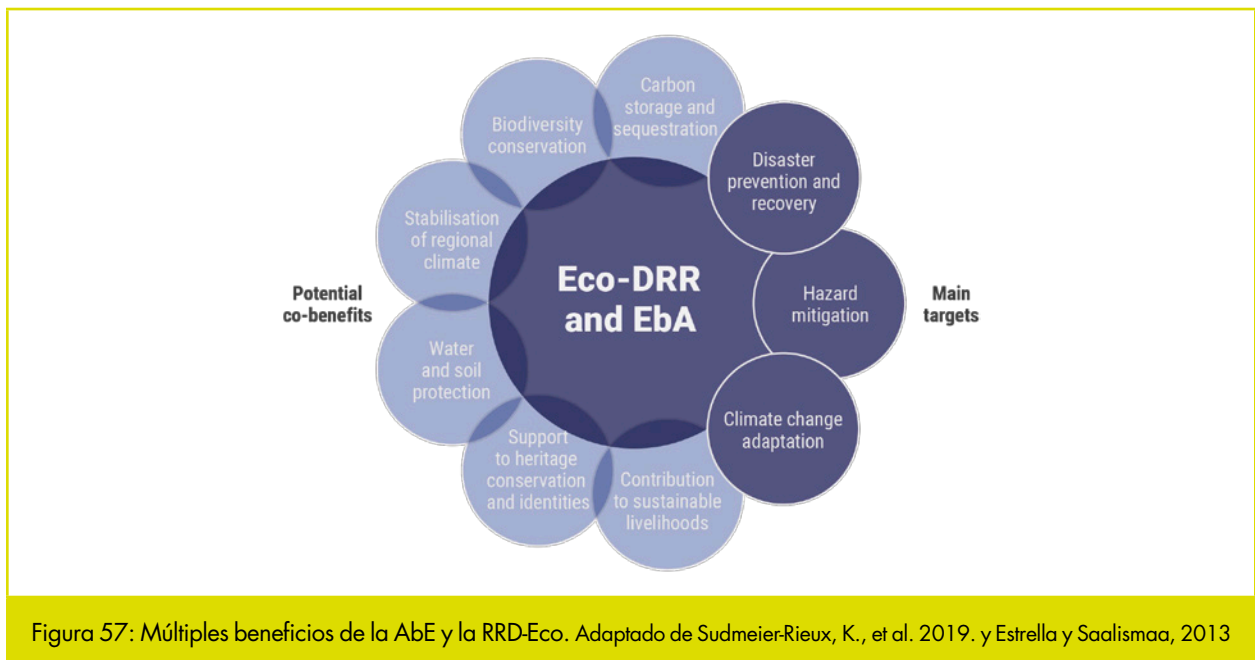 Carbon
storage and
sequestration
Biodiversity
conservation
Disaster
prevention and
recovery
Stabilisation
of regional
climate
Eco-DRR
and EbA
Potential
co-benefits
Hazard
mitigation
Main
targets
Water
and soil
protection
Climate change
adaptation
Support
to heritage
conservation
and identities
Contribution
to sustainable
livelihoods
Figura 57: Múltiples beneficios de la AbE y la RRD-Eco. Adaptado de Sudmeier-Rieux, K., et al. 2019. y Estrella y Saalismaa, 2013